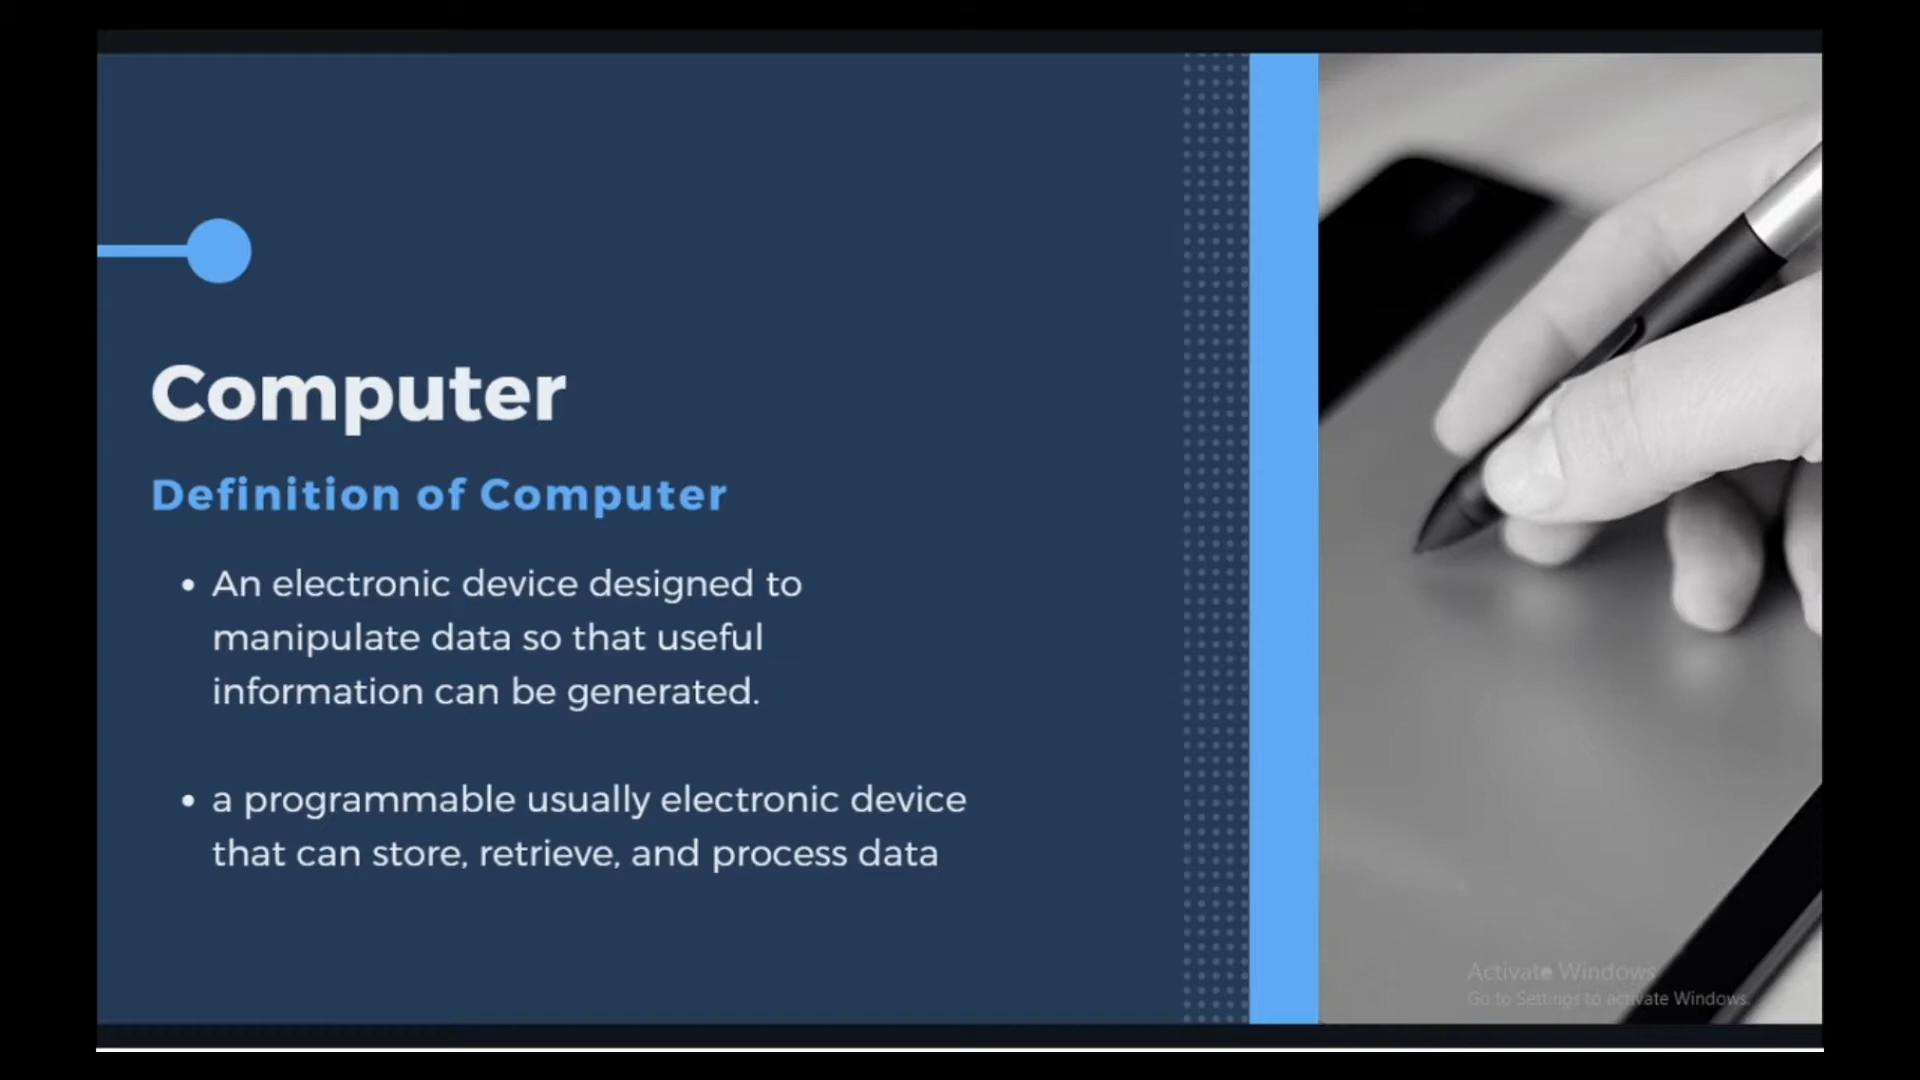 Computer
Definition of Computer
• An electronic device designed to
manipulate data so that useful
information can be generated.
• a programmable usually electronic device
that can store, retrieve, and process data
Activate Windows
Go to Settings to activate Windows.